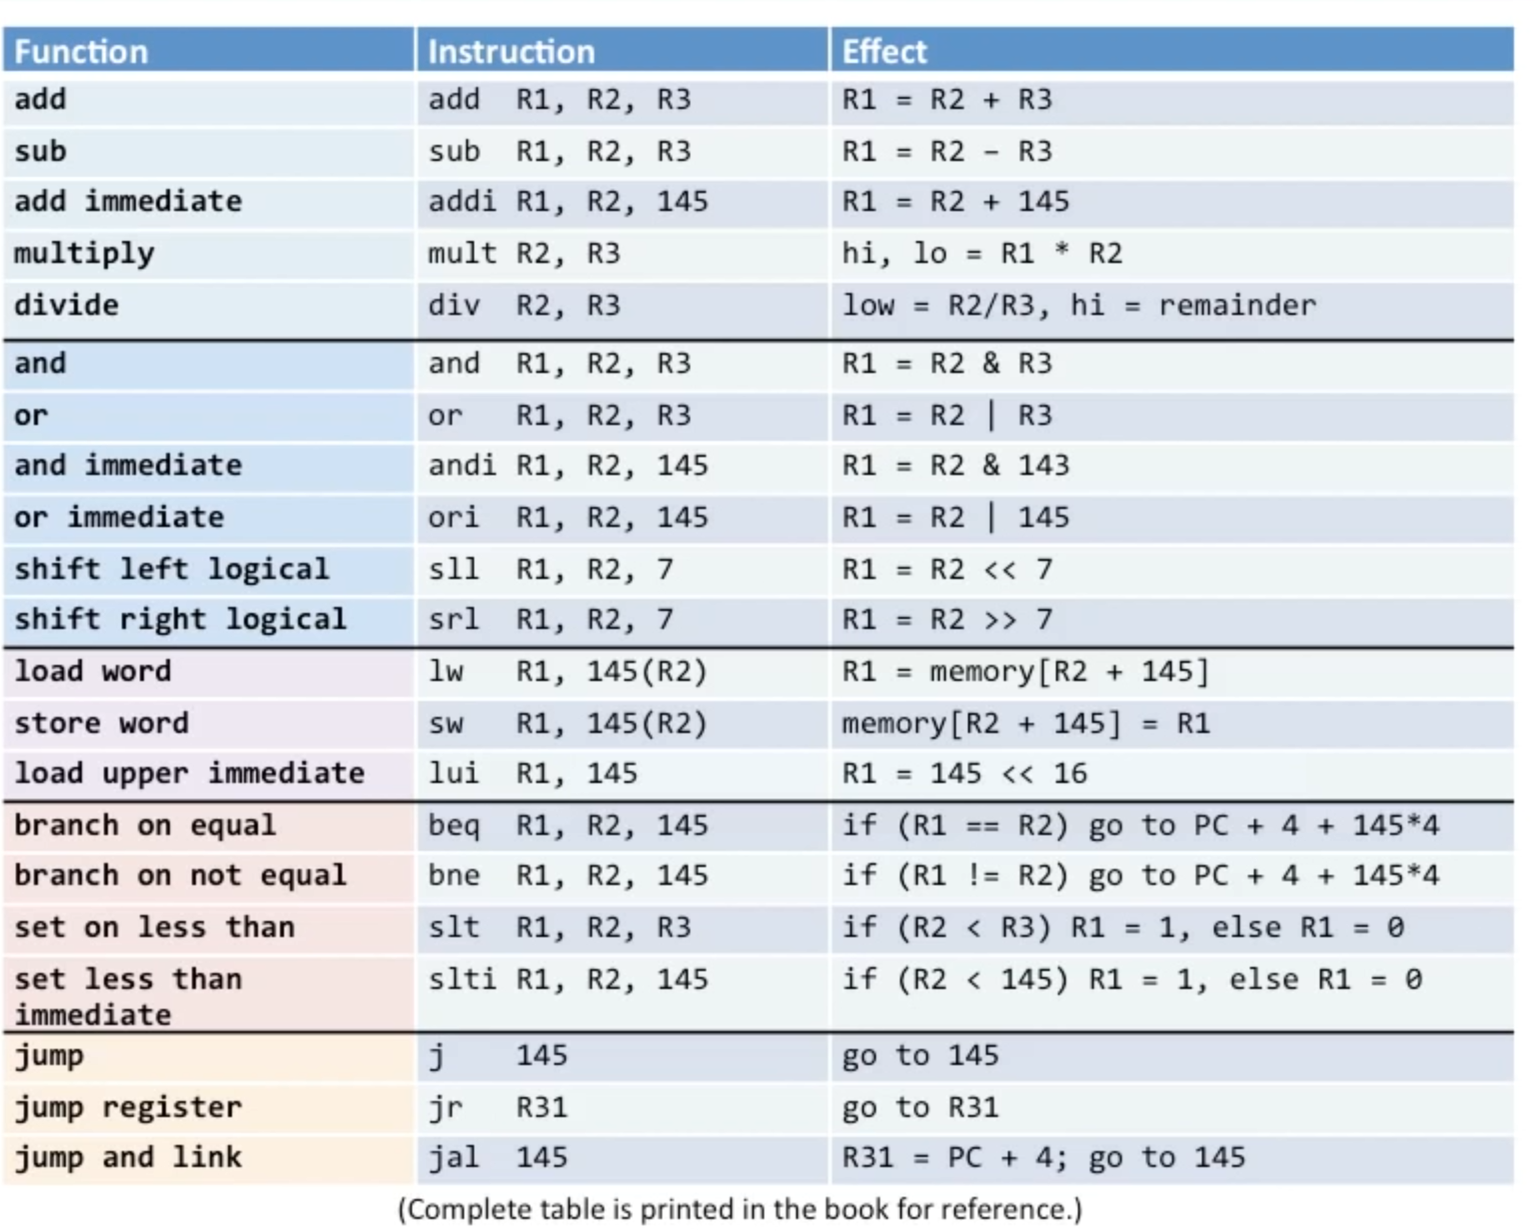 Function Instruction Effect
add add R1, R2, R3 R1 = R2 + R3
sub sub R1, R2, R3 R1 = R2 – R3
add immediate addi R1, R2, 145 R1 = R2 + 145
multiply mult R2, R3 hi, lo = R1 * R2
divide div R2, R3 low = R2/R3, hi = remainder
and and R1, R2, R3 R1 = R2 & R3
or or R1, R2, R3 R1 = R2 | R3
and immediate andi R1, R2, 145 R1 = R2 & 143
or immediate ori R1, R2, 145 R1 = R2 | 145
shift left logical sll R1, R2, 7 R1 = R2 << 7
shift right logical srl R1, R2, 7 R1 = R2 >> 7
load word lw R1, 145(R2) R1 = memory[R2 + 145]
store word sw R1, 145(R2) memory[R2 + 145] = R1
load upper immediate lui R1, 145 R1 = 145 << 16
branch on equal beq R1, R2, 145 if (R1 == R2) go to PC + 4 + 145*4
branch on not equal bne R1, R2, 145 if (R1 != R2) go to PC + 4 + 145*4
set on less than slt R1, R2, R3 if (R2 < R3) R1 = 1, else R1 = 0
set less than slti R1, R2, 145 if (R2 < 145) R1 = 1, else R1 = 0
immediate
jump j 145 go to 145
jump register jr R31 go to R31
jump and link jal 145 R31 = PC + 4; go to 145
(Complete table is printed in the book for reference.)